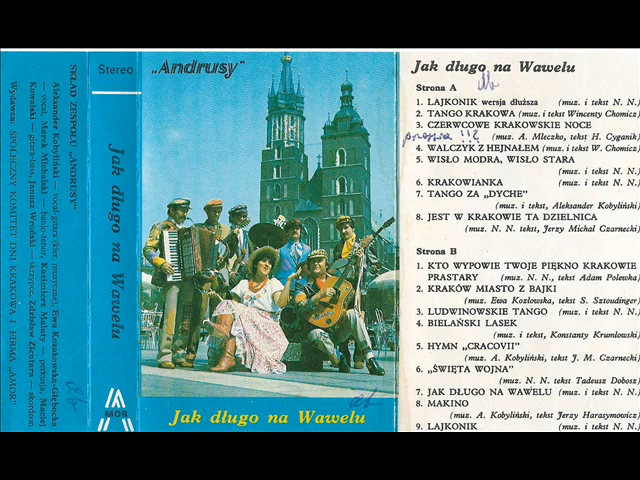 SKŁAD ZESPOŁU „ANDRUSY"
Aleksander Kobyliński — vocal-gitara (kier. muzyczne), Ewa Kozakowska-Głębocka
— vocal, Marek Michalski — banjo-tenor, Kazimierz Maluty — perkusja, Maciej
Kowalski — gitara-bass, Janusz Wroński — skrzypce, Zdzisław Zientara — akordeon
Wydawca: SPOŁECZNY KOMITET DNI KRAKOWA I FIRMA „AMOR"
Stereo
Jak długo na Wawelu
AMOR
„Andrusy"
Jak długo na Wawelu
Jak długo na Wawelu
Strona A
1. LAJKONIK wersja dłuższa (muz. i tekst N. N.)
2. TANGO KRAKOWA (muz. i tekst Wincenty Chomicz)
3. CZERWCOWE KRAKOWSKIE NOCE
(muz. A. Mleczko, tekst H. Cyganik)
4. WALCZYK Z HEJNAŁEM (muz. i tekst W. Chomicz)
5. WISŁO MODRA, WISŁO STARA
(muz. i tekst N. N.)
6. KRAKOWIANKA (muz. i tekst N. N.)
7. TANGO ZA „DYCHE"
(muz. i tekst, Aleksander Kobyliński)
8. JEST W KRAKOWIE TA DZIELNICA
(muz. N. N. tekst, Jerzy Michał Czarnecki)
Strona B
1. KTO WYPOWIE TWOJE PIĘKNO KRAKOWIE
PRASTARY (muz. N. N., tekst Adam Polewka)
2. KRAKÓW MIASTO Z BAJKI
(muz. Ewa Kozłowska, tekst S. Sztoudinger)
3. LUDWINOWSKIE TANGO (muz. i tekst N. N.)
4. BIELAŃSKI LASEK
(muz. i tekst, Konstanty Krumłowski)
5. HYMN „CRACOVII"
(muz. A. Kobyliński, tekst J. M. Czarnecki)
6. „ŚWIĘTA WOJNA"
(muz. N. N. tekst Tadeusz Dobosz)
7. JAK DŁUGO NA WAWELU (muz. i tekst N. N.)
8. MAKINO
(muz. A. Kobyliński, tekst Jerzy Harasymowicz)
9. LAJKONIK (muz. i tekst N. N.)